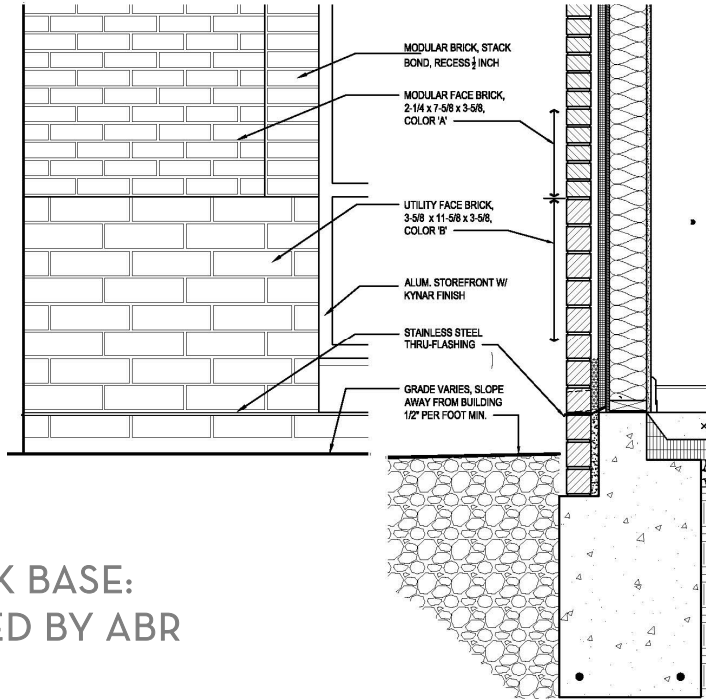 MODULAR BRICK, STACK
BOND, RECESS ½ INCH
MODULAR FACE BRICK,
2-1/4 x 7-5/8 x 3-5/8,
COLOR 'A'
UTILITY FACE BRICK,
3-5/8 x 11-5/8 x 3-5/8,
COLOR 'B'
ALUM. STOREFRONT W/
KYNAR FINISH
STAINLESS STEEL
THRU-FLASHING
GRADE VARIES, SLOPE
AWAY FROM BUILDING
1/2" PER FOOT MIN.
K BASE:
ED BY ABR